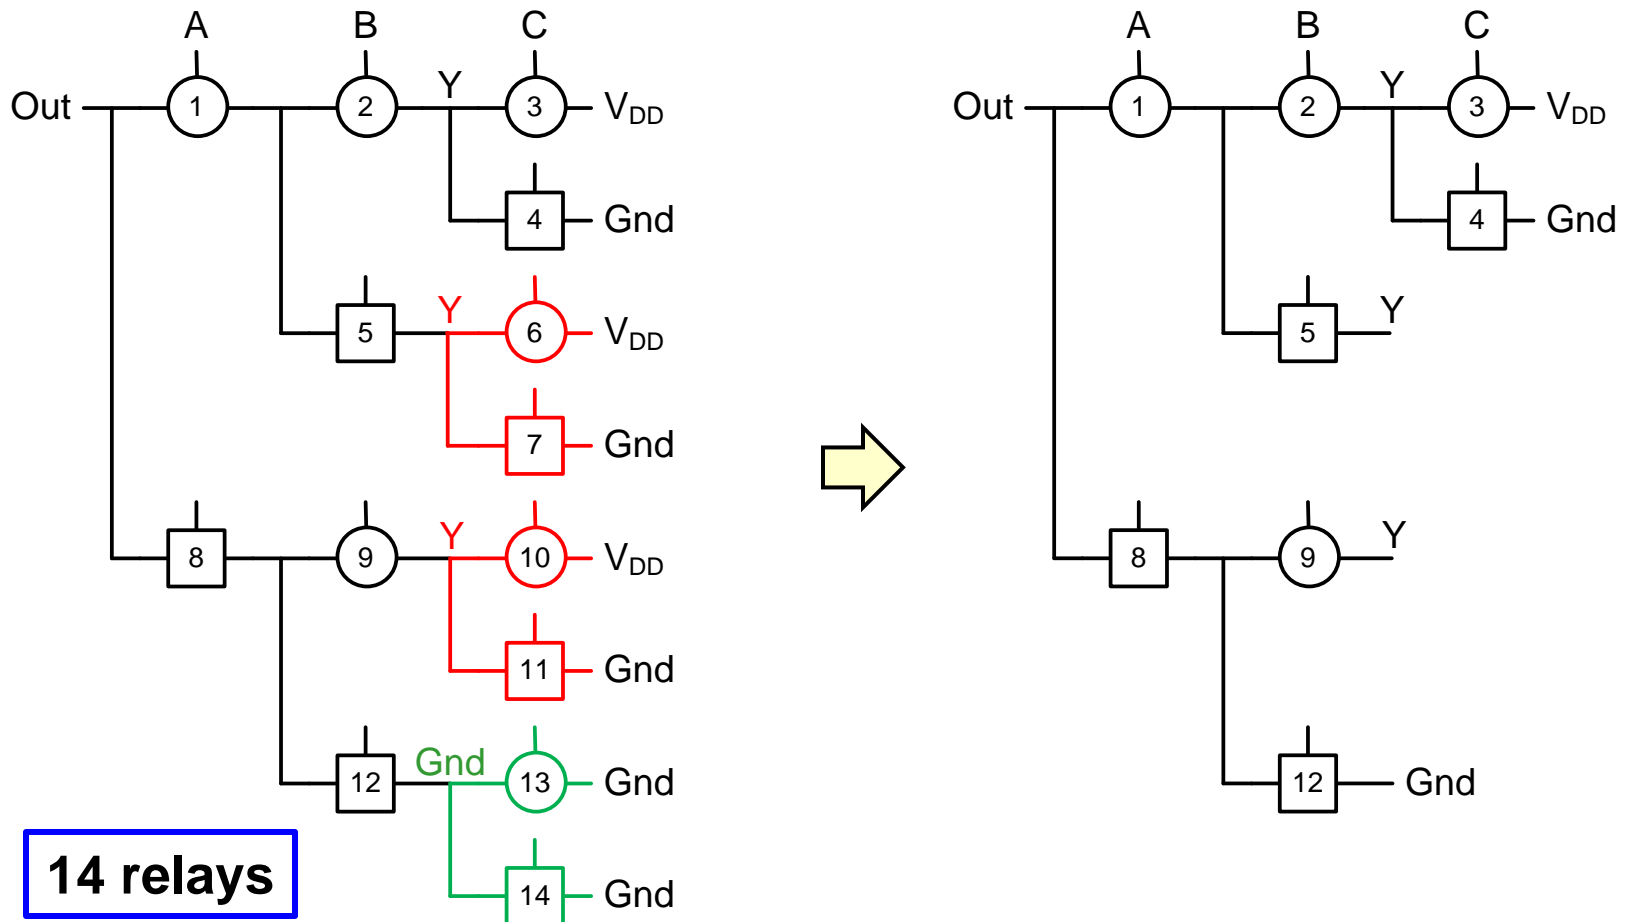 A B C
Out 1 2 Y 3 VDD
4 Gnd
5 Y 6 VDD
7 Gnd
8 9 Y 10 VDD
11 Gnd
12 Gnd 13 Gnd
14 Gnd
14 relays
A B C
Out 1 2 Y 3 VDD
4 Gnd
5 Y
8 9 Y
12 Gnd